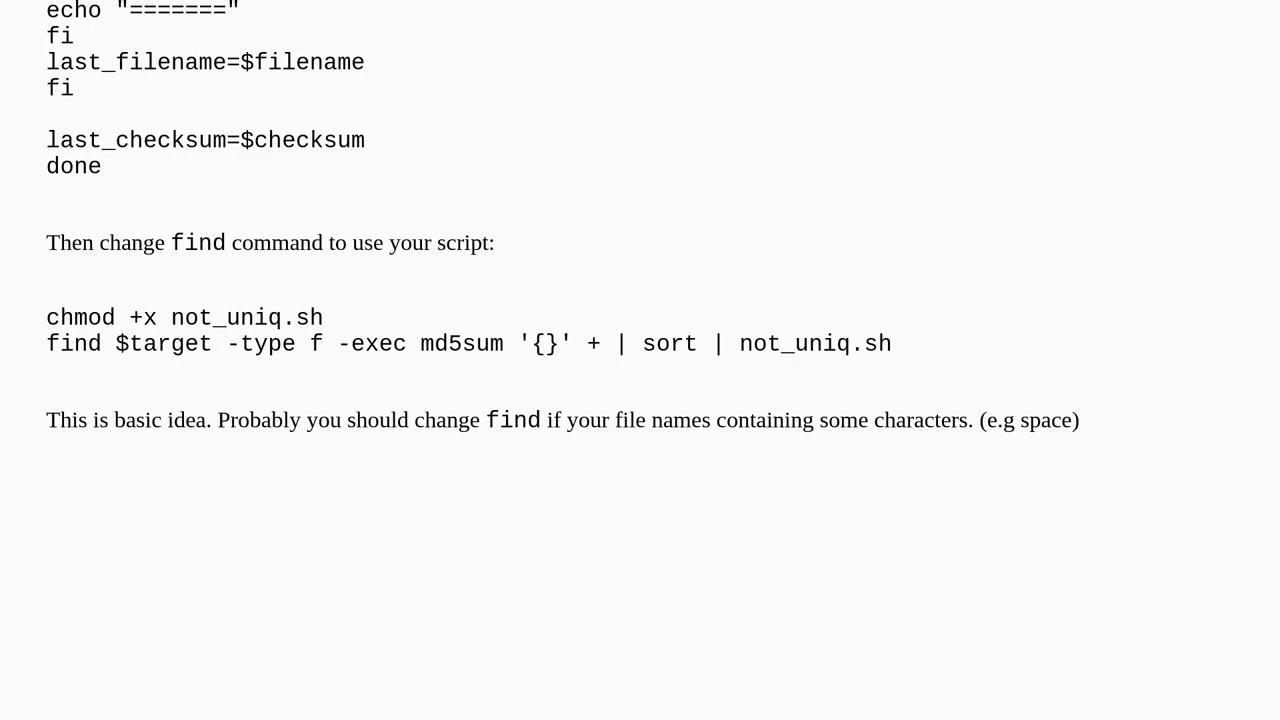 echo "======="
fi
last_filename=$filename
fi
last_checksum=$checksum
done
Then change find command to use your script:
chmod +x not_uniq.sh
find $target -type f -exec md5sum '{}' + | sort | not_uniq.sh
This is basic idea. Probably you should change find if your file names containing some characters. (e.g space)